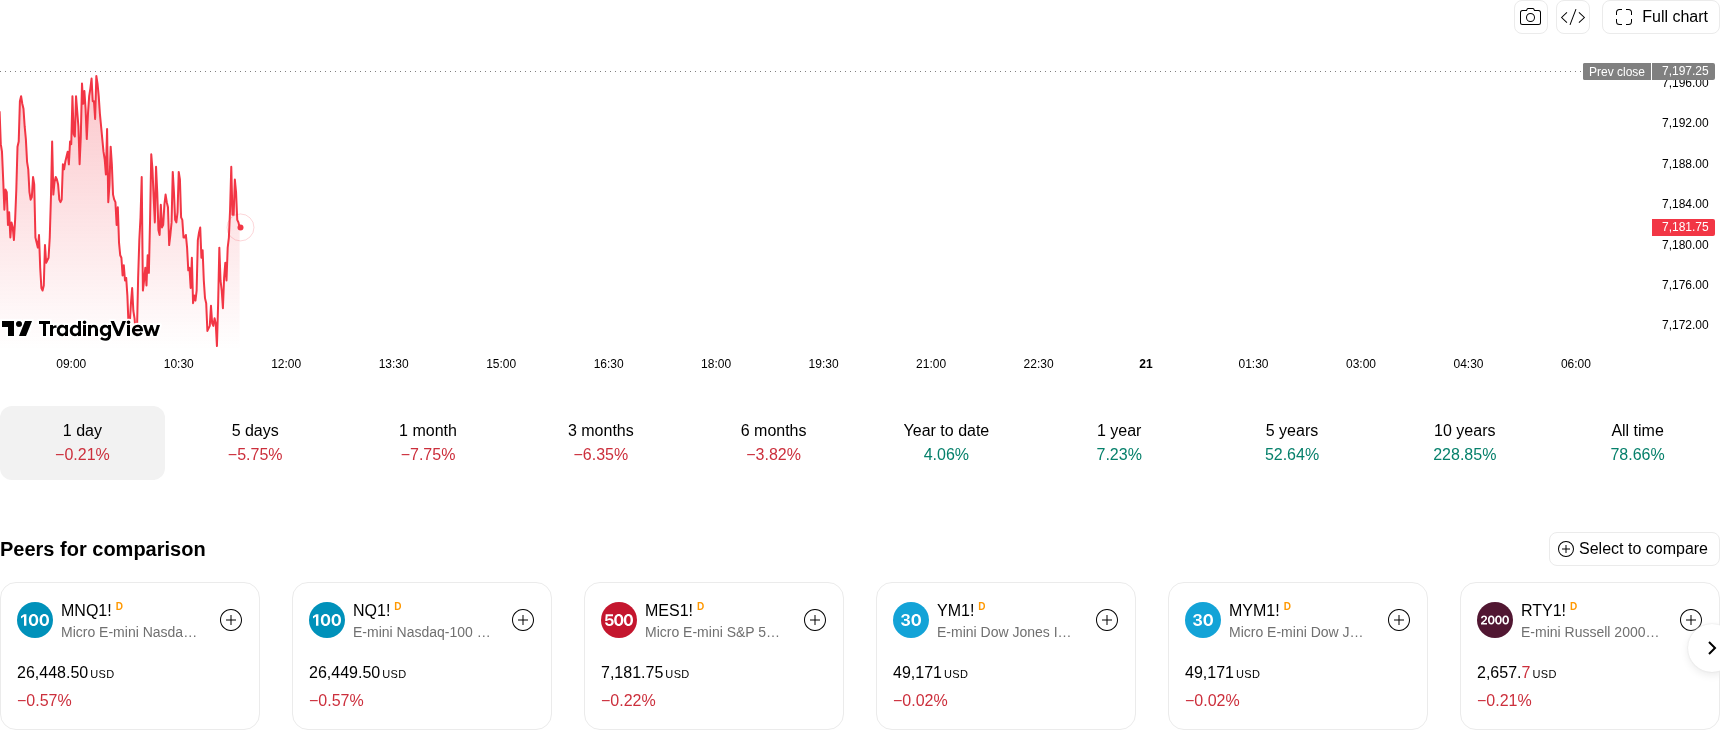 Full chart
Prev close 7,197.25
7,196.00
7,192.00
7,188.00
7,184.00
7,181.75
7,180.00
7,176.00
7,172.00
TradingView
09:00 10:30 12:00 13:30 15:00 16:30 18:00 19:30 21:00 22:30 21 01:30 03:00 04:30 06:00
1 day 5 days 1 month 3 months 6 months Year to date 1 year 5 years 10 years All time
−0.21% −5.75% −7.75% −6.35% −3.82% 4.06% 7.23% 52.64% 228.85% 78.66%
Peers for comparison
Select to compare
100 MNQ1! D
Micro E-mini Nasda…
26,448.50 USD
−0.57%
100 NQ1! D
E-mini Nasdaq-100 …
26,449.50 USD
−0.57%
500 MES1! D
Micro E-mini S&P 5…
7,181.75 USD
−0.22%
30 YM1! D
E-mini Dow Jones I…
49,171 USD
−0.02%
30 MYM1! D
Micro E-mini Dow J…
49,171 USD
−0.02%
2000 RTY1! D
E-mini Russell 2000…
2,657.7 USD
−0.21%